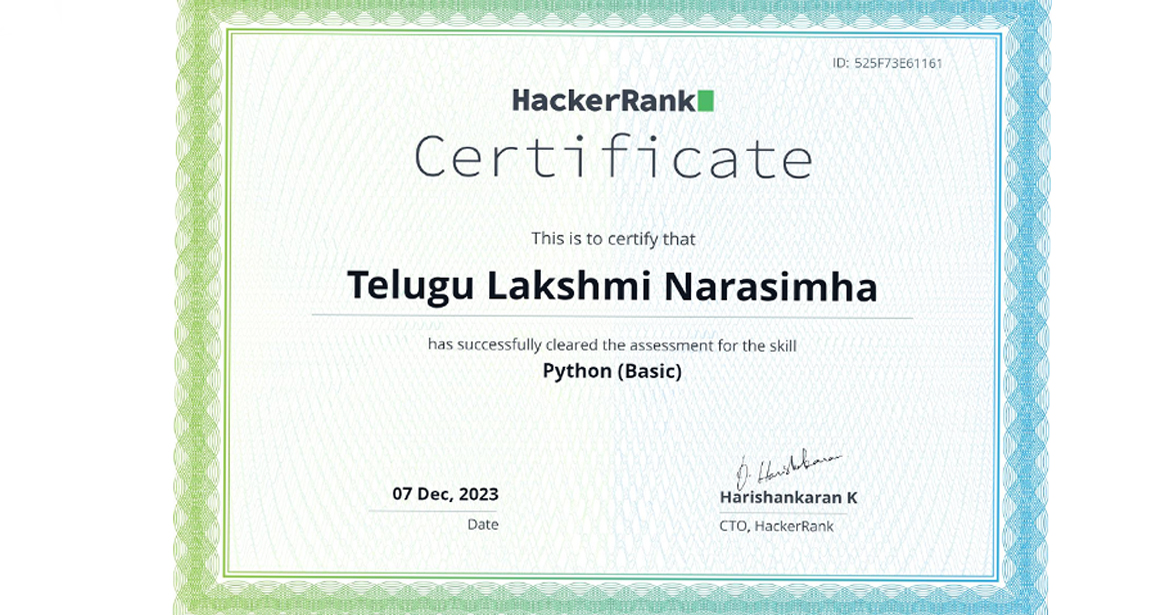 ID: 525F73E61161
HackerRank
Certificate
This is to certify that
Telugu Lakshmi Narasimha
has successfully cleared the assessment for the skill
Python (Basic)
D. Harishankaran
07 Dec, 2023
Harishankaran K
Date
CTO, HackerRank